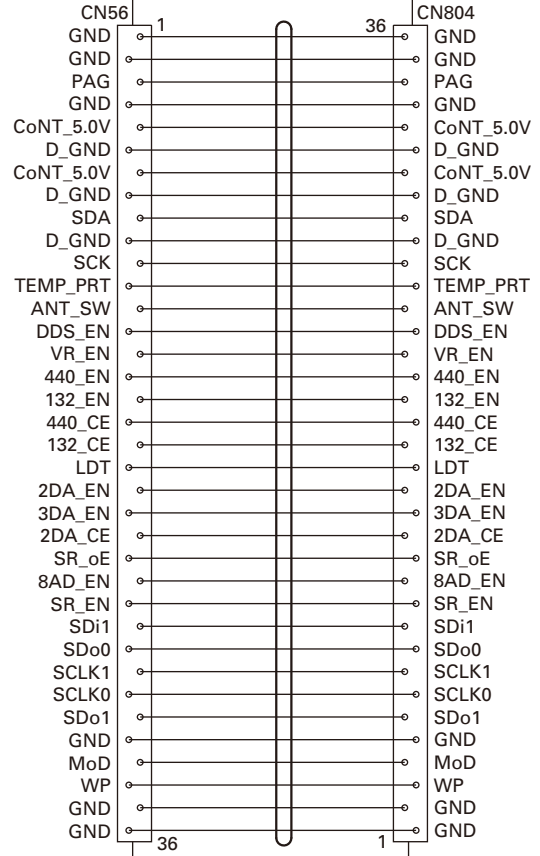 CN56 CN804
1 36
GND GND
GND GND
PAG PAG
GND GND
CoNT_5.0V CoNT_5.0V
D_GND D_GND
CoNT_5.0V CoNT_5.0V
D_GND D_GND
SDA SDA
D_GND D_GND
SCK SCK
TEMP_PRT TEMP_PRT
ANT_SW ANT_SW
DDS_EN DDS_EN
VR_EN VR_EN
440_EN 440_EN
132_EN 132_EN
440_CE 440_CE
132_CE 132_CE
LDT LDT
2DA_EN 2DA_EN
3DA_EN 3DA_EN
2DA_CE 2DA_CE
SR_oE SR_oE
8AD_EN 8AD_EN
SR_EN SR_EN
SDi1 SDi1
SDo0 SDo0
SCLK1 SCLK1
SCLK0 SCLK0
SDo1 SDo1
GND GND
MoD MoD
WP WP
GND GND
GND GND
36 1